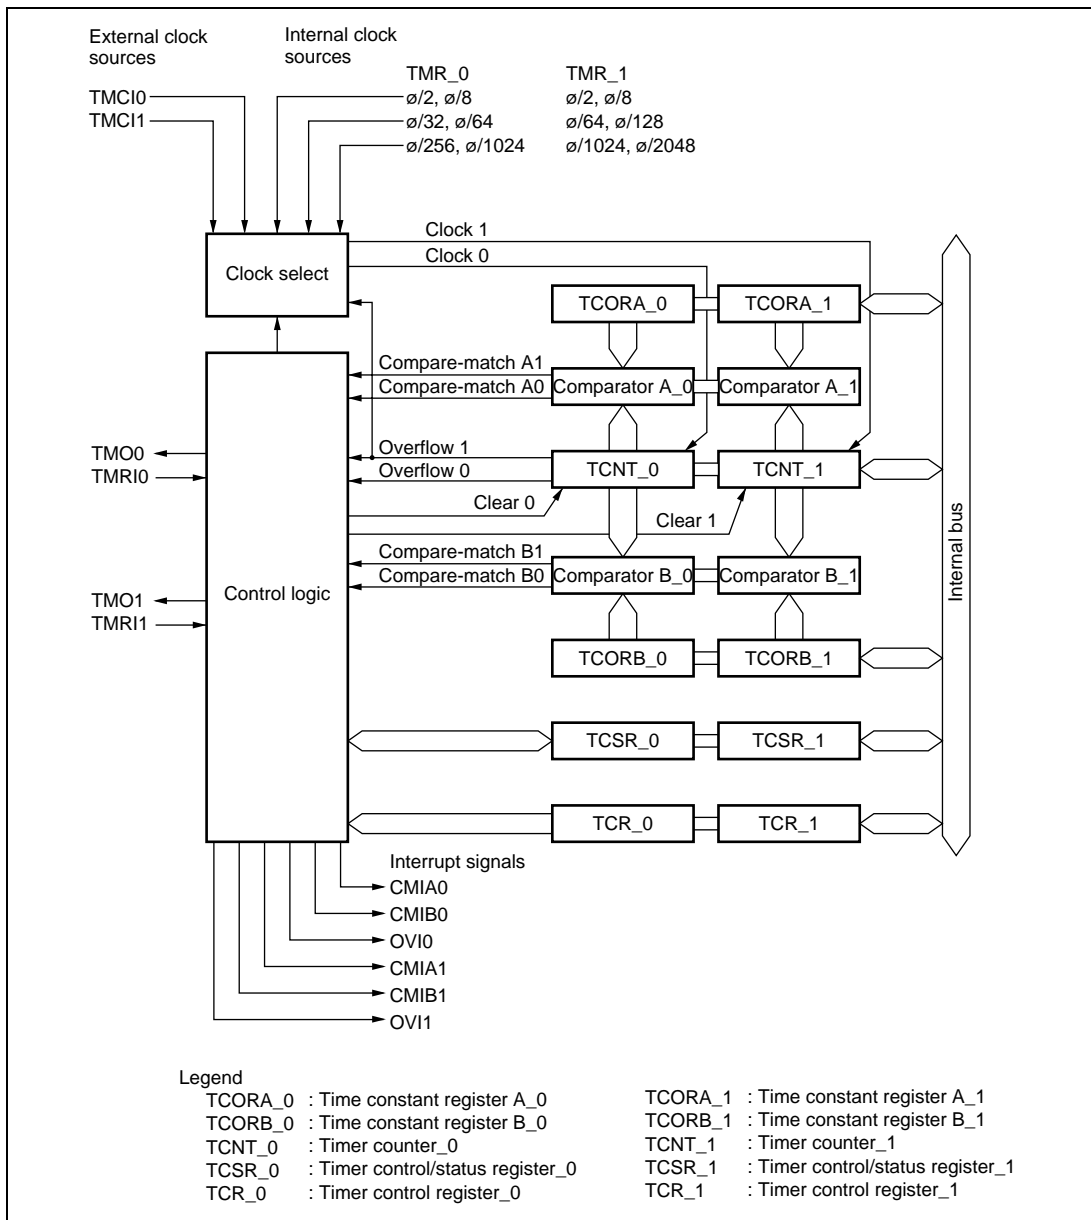 External clock
sources
Internal clock
sources
TMR_0
TMR_1
TMCI0
ø/2, ø/8
ø/2, ø/8
TMCI1
ø/32, ø/64
ø/64, ø/128
ø/256, ø/1024
ø/1024, ø/2048
Clock 1
Clock 0
Clock select
TCORA_0
TCORA_1
Compare-match A1
Compare-match A0
Comparator A_0
Comparator A_1
TMO0
TMRI0
Overflow 1
Overflow 0
TCNT_0
TCNT_1
Clear 0
Clear 1
Internal bus
Compare-match B1
Compare-match B0
Comparator B_0
Comparator B_1
Control logic
TMO1
TMRI1
TCORB_0
TCORB_1
TCSR_0
TCSR_1
TCR_0
TCR_1
Interrupt signals
CMIA0
CMIB0
OVI0
CMIA1
CMIB1
OVI1
Legend
TCORA_0 : Time constant register A_0
TCORB_0 : Time constant register B_0
TCNT_0 : Timer counter_0
TCSR_0 : Timer control/status register_0
TCR_0 : Timer control register_0
TCORA_1 : Time constant register A_1
TCORB_1 : Time constant register B_1
TCNT_1 : Timer counter_1
TCSR_1 : Timer control/status register_1
TCR_1 : Timer control register_1